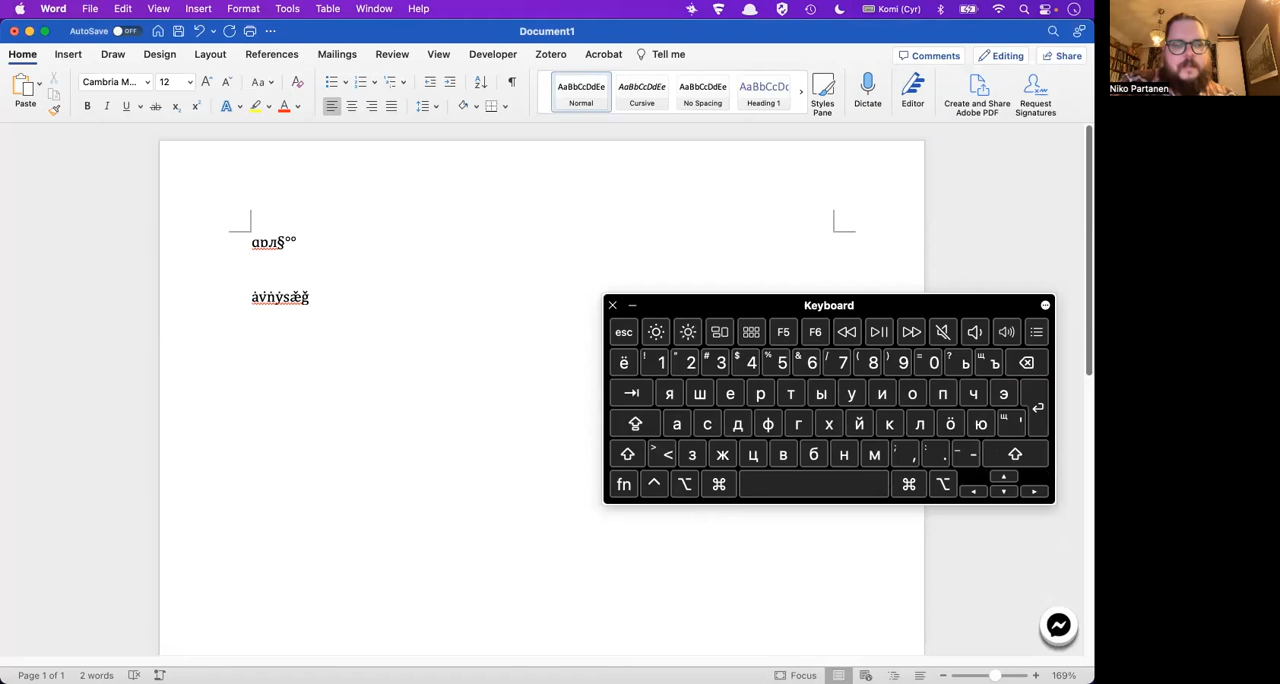 Word File Edit View Insert Format Tools Table Window Help Komi (Cyr)
AutoSave OFF Document1
Home Insert Draw Design Layout References Mailings Review View Developer Zotero Acrobat Tell me Comments Editing Share
Paste Cambria M... 12 Aa AaBbCcDdEe AaBbCcDdEe AaBbCcDdEe AaBbCcDc
Normal Cursive No Spacing Heading 1 Styles Pane Dictate Editor Create and Share Adobe PDF Request Signatures
Niko Partanen
ɑɒл§°°
ȧv̇ṅẏsæ̌ǧ
Keyboard
esc F5 F6
ё ! 1 " 2 # 3 $ 4 % 5 & 6 / 7 ( 8 ) 9 = 0 ? ь щ ъ
я ш е р т ы у и о п ч э
а с д ф г х й к л ӧ ю щ '
> < з ж ц в б н м ; , : . _ -
fn ^ ⌥ ⌘ ⌘ ⌥
Page 1 of 1 2 words Focus 169%